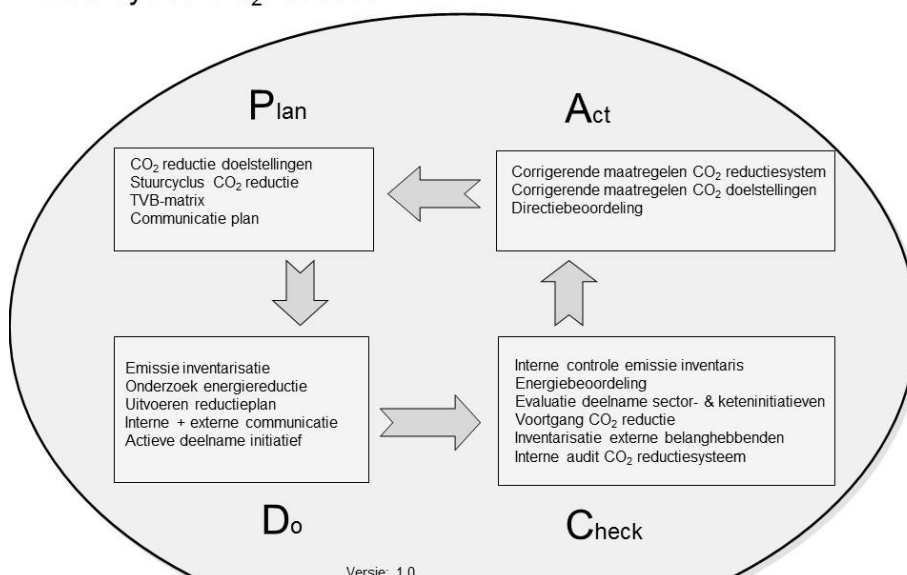 Plan
CO₂ reductie doelstellingen
Stuurcyclus CO₂ reductie
TVB-matrix
Communicatie plan
Act
Corrigerende maatregelen CO₂ reductiesystem
Corrigerende maatregelen CO₂ doelstellingen
Directiebeoordeling
Emissie inventarisatie
Onderzoek energiereductie
Uitvoeren reductieplan
Interne + externe communicatie
Actieve deelname initiatief
Do
Interne controle emissie inventaris
Energiebeoordeling
Evaluatie deelname sector- & keteninitiatieven
Voortgang CO₂ reductie
Inventarisatie externe belanghebbenden
Interne audit CO₂ reductiesysteem
Check
Versie: 1.0